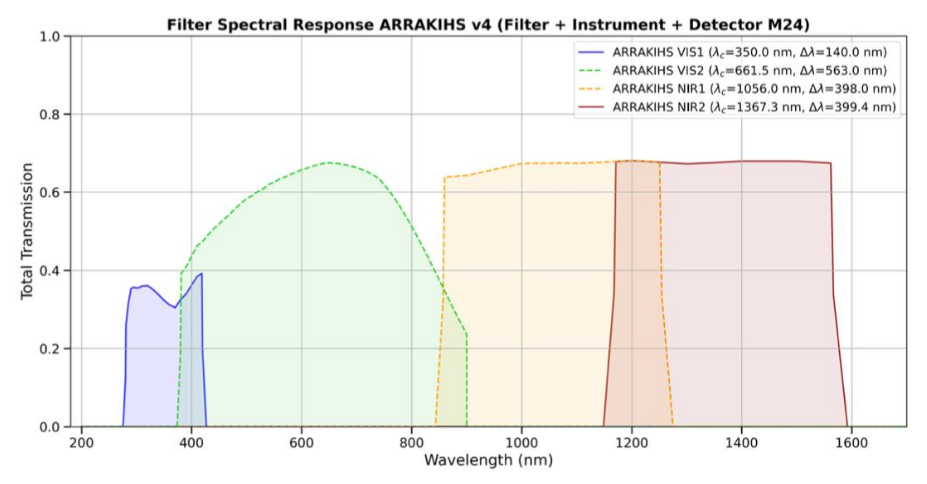 Filter Spectral Response ARRAKIHS v4 (Filter + Instrument + Detector M24)
ARRAKIHS VIS1 (λc=350.0 nm, Δλ=140.0 nm)
ARRAKIHS VIS2 (λc=661.5 nm, Δλ=563.0 nm)
ARRAKIHS NIR1 (λc=1056.0 nm, Δλ=398.0 nm)
ARRAKIHS NIR2 (λc=1367.3 nm, Δλ=399.4 nm)
Total Transmission
1.0
0.8
0.6
0.4
0.2
0.0
200 400 600 800 1000 1200 1400 1600
Wavelength (nm)